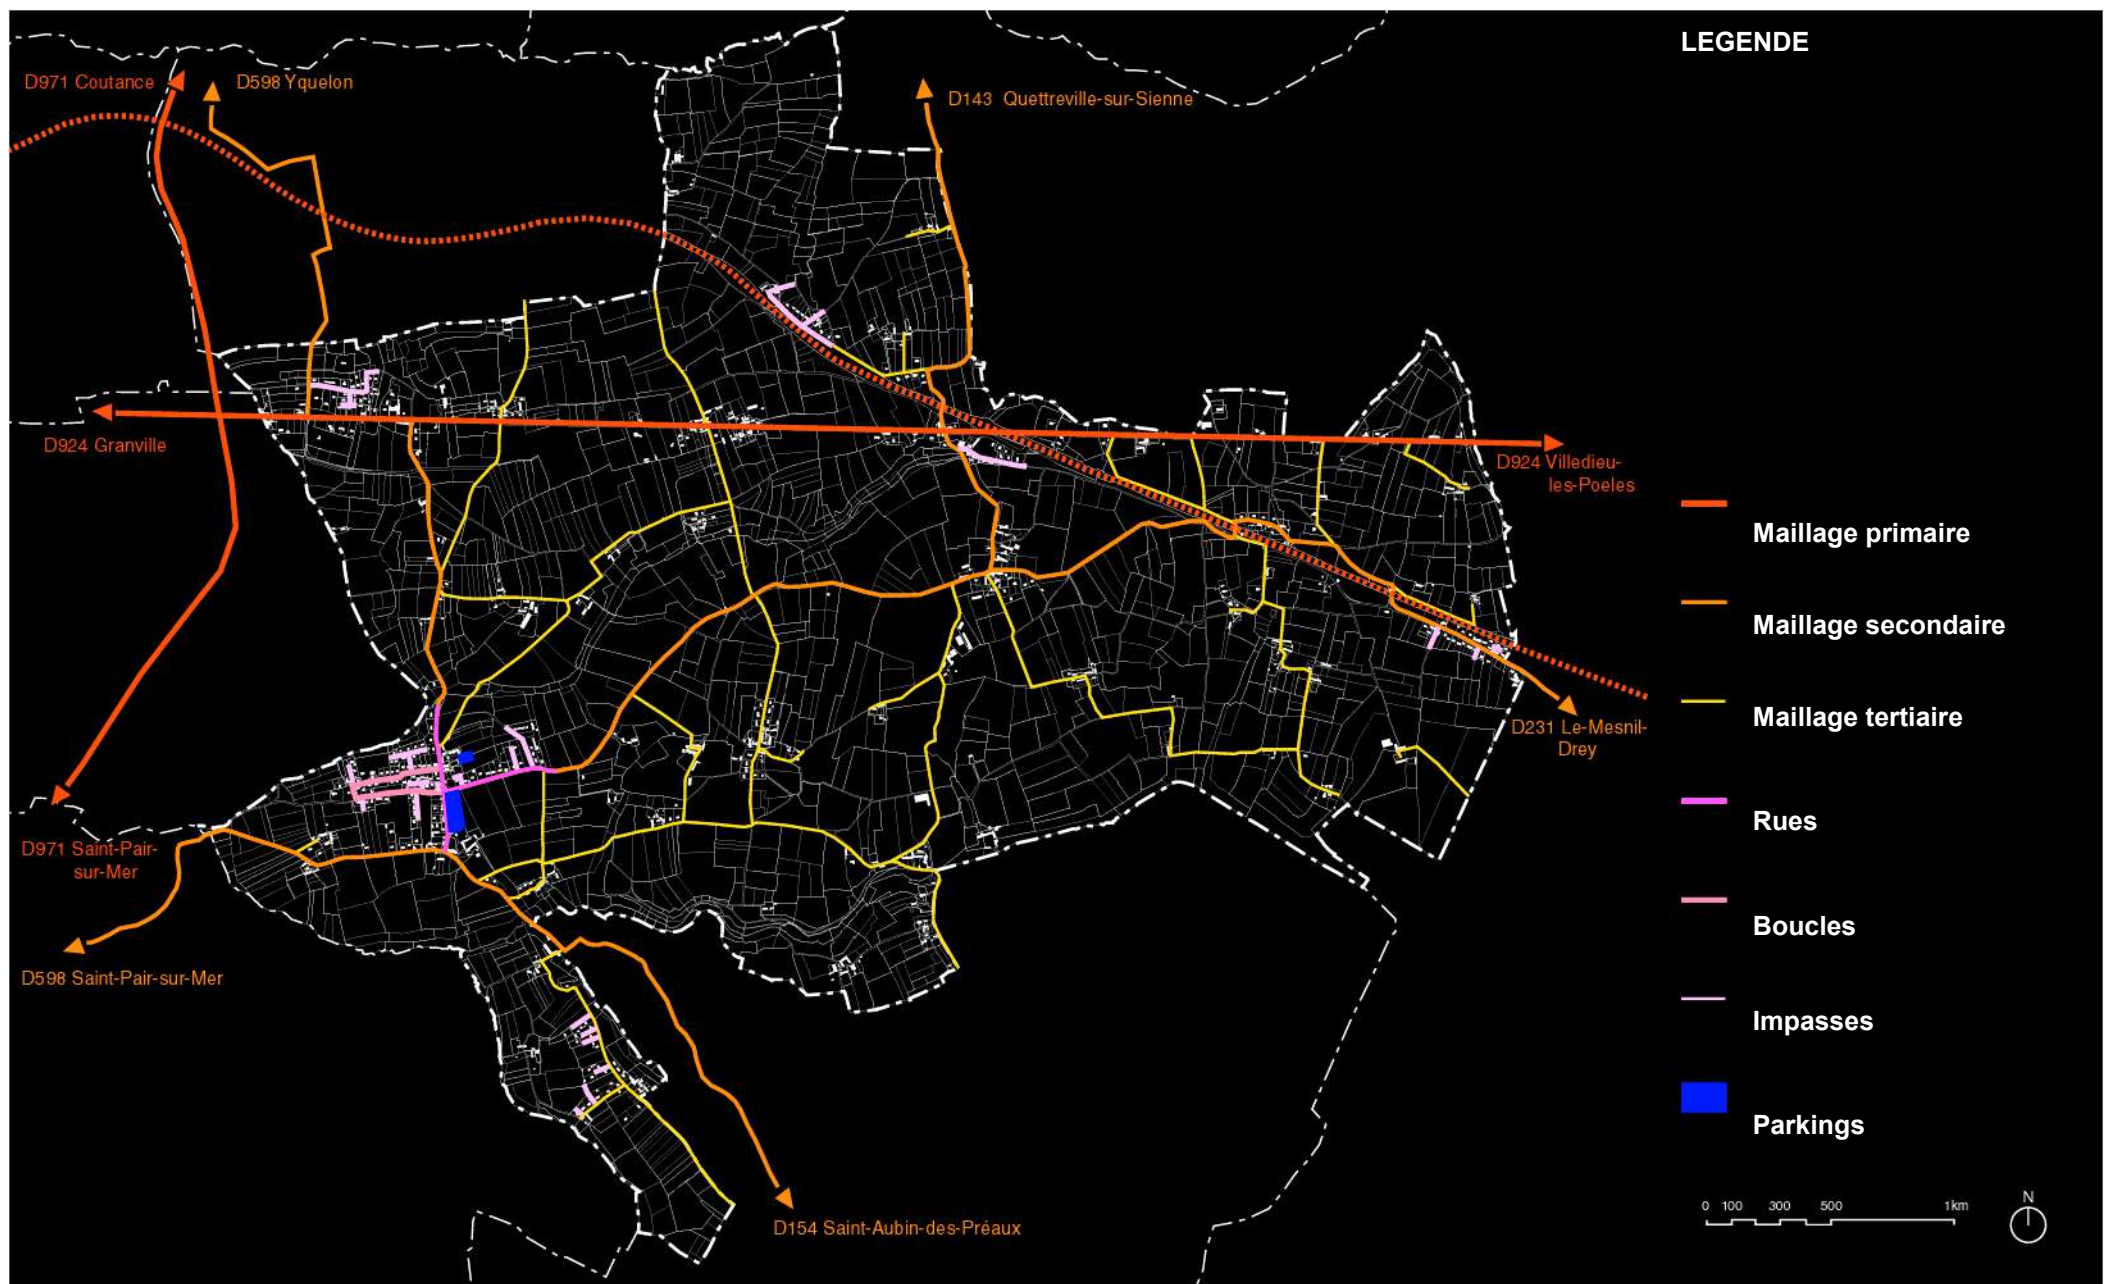 LEGENDE
D971 Coutance
D598 Yquelon
D143 Quettreville-sur-Sienne
D924 Granville
D924 Villedieu-
les-Poeles
Maillage primaire
Maillage secondaire
Maillage tertiaire
D231 Le-Mesnil-
Drey
Rues
D971 Saint-Pair-
sur-Mer
Boucles
D598 Saint-Pair-sur-Mer
Impasses
Parkings
D154 Saint-Aubin-des-Préaux
0 100 300 500 1km
N